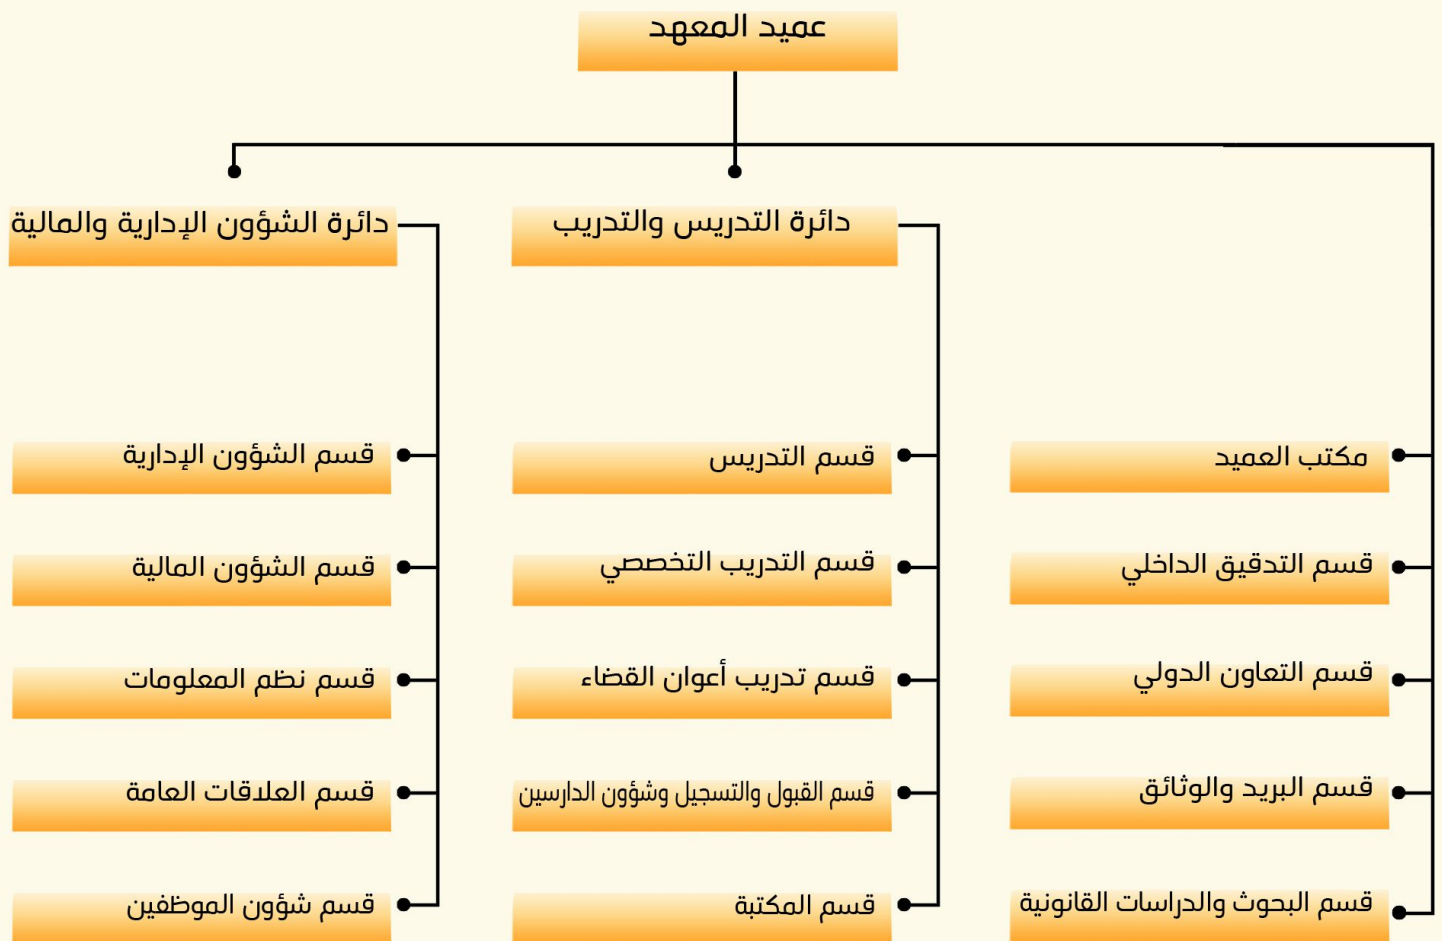 عميد المعهد
دائرة التدريس والتدريب
دائرة الشؤون الإدارية والمالية
مكتب العميد
قسم التدقيق الداخلي
قسم التعاون الدولي
قسم البريد والوثائق
قسم البحوث والدراسات القانونية
قسم التدريس
قسم التدريب التخصصي
قسم تدريب أعوان القضاء
قسم القبول والتسجيل وشؤون الدارسين
قسم المكتبة
قسم الشؤون الإدارية
قسم الشؤون المالية
قسم نظم المعلومات
قسم العلاقات العامة
قسم شؤون الموظفين